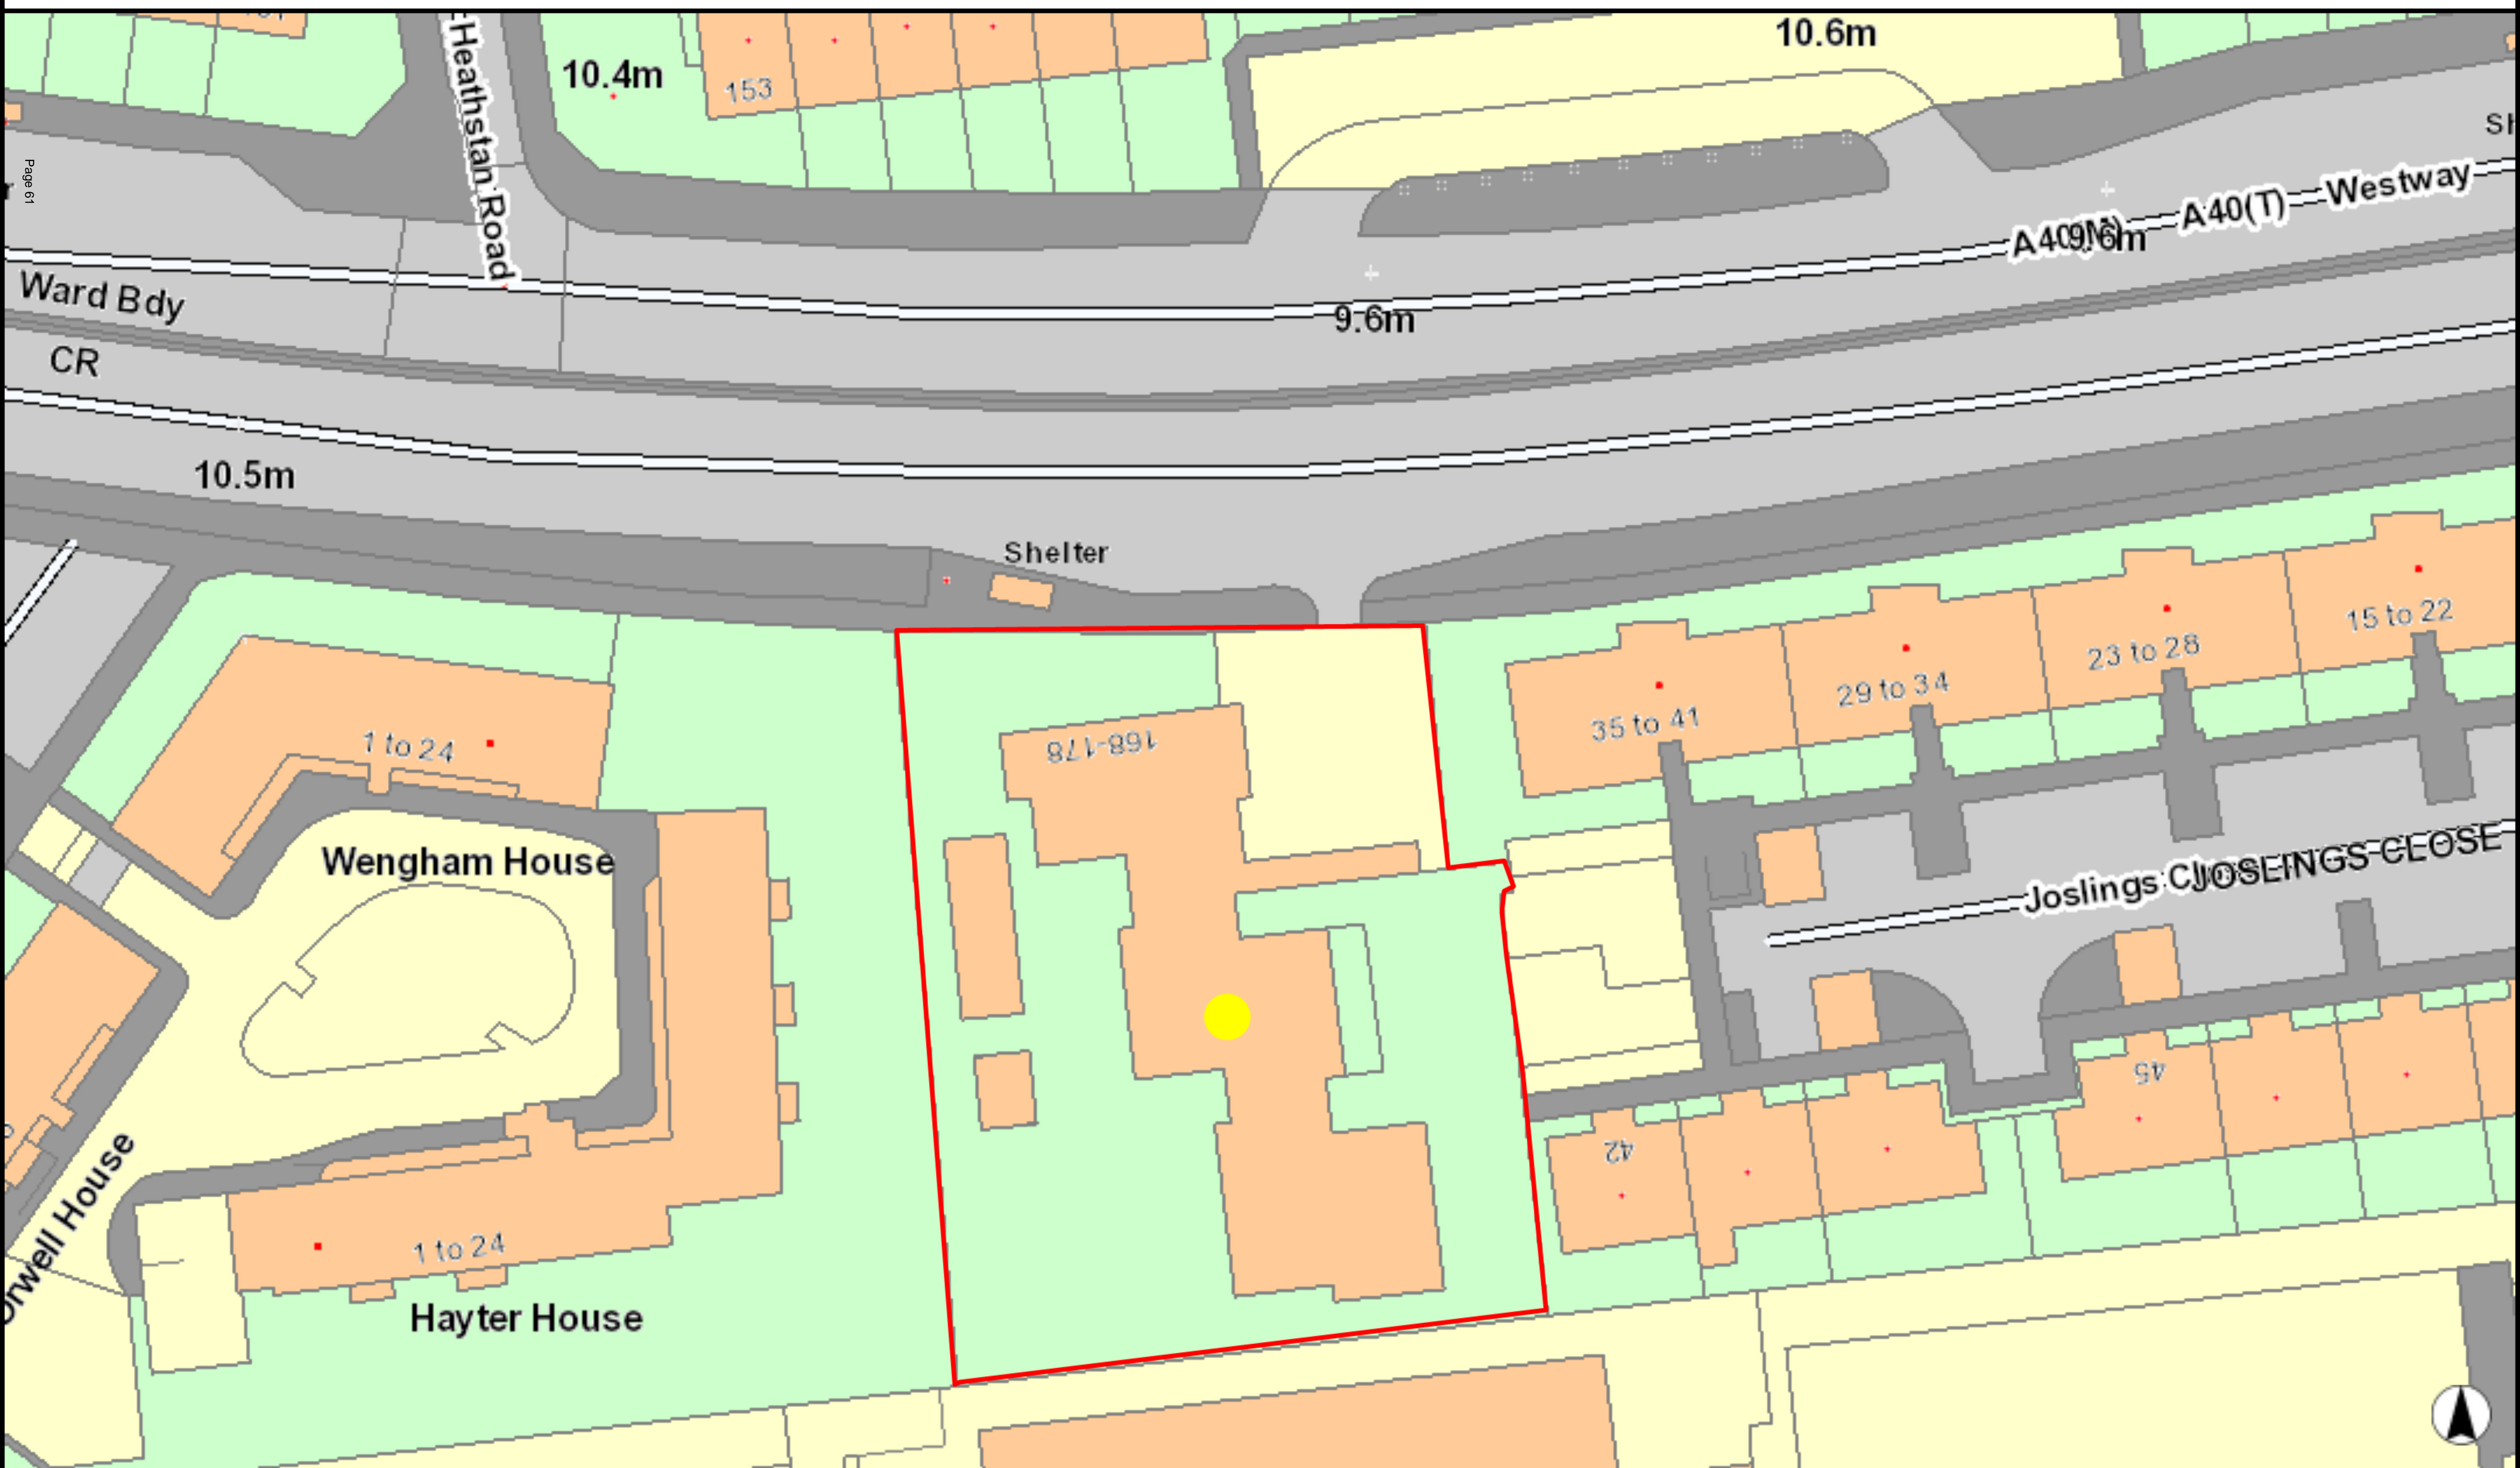 10.6m
Heathstan Road
10.4m
153
Page 61
A40(M)
9.6m
A40(T)
Westway
Ward Bdy
9.6m
CR
10.5m
Shelter
15 to 22
23 to 28
29 to 34
35 to 41
168-178
1 to 24
Wengham House
Joslings Close
JOSLINGS CLOSE
45
42
Orwell House
1 to 24
Hayter House